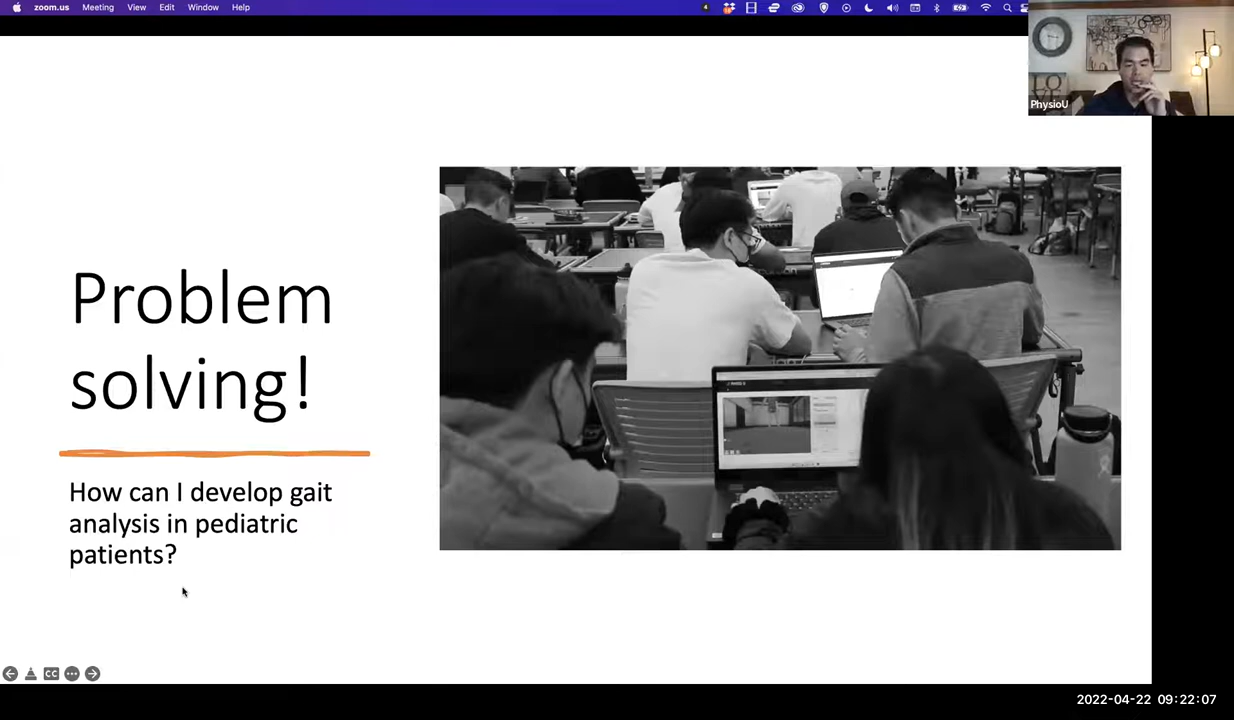 zoom.us Meeting View Edit Window Help
PhysioU
Problem
solving!
How can I develop gait
analysis in pediatric
patients?
CC
2022-04-22 09:22:07